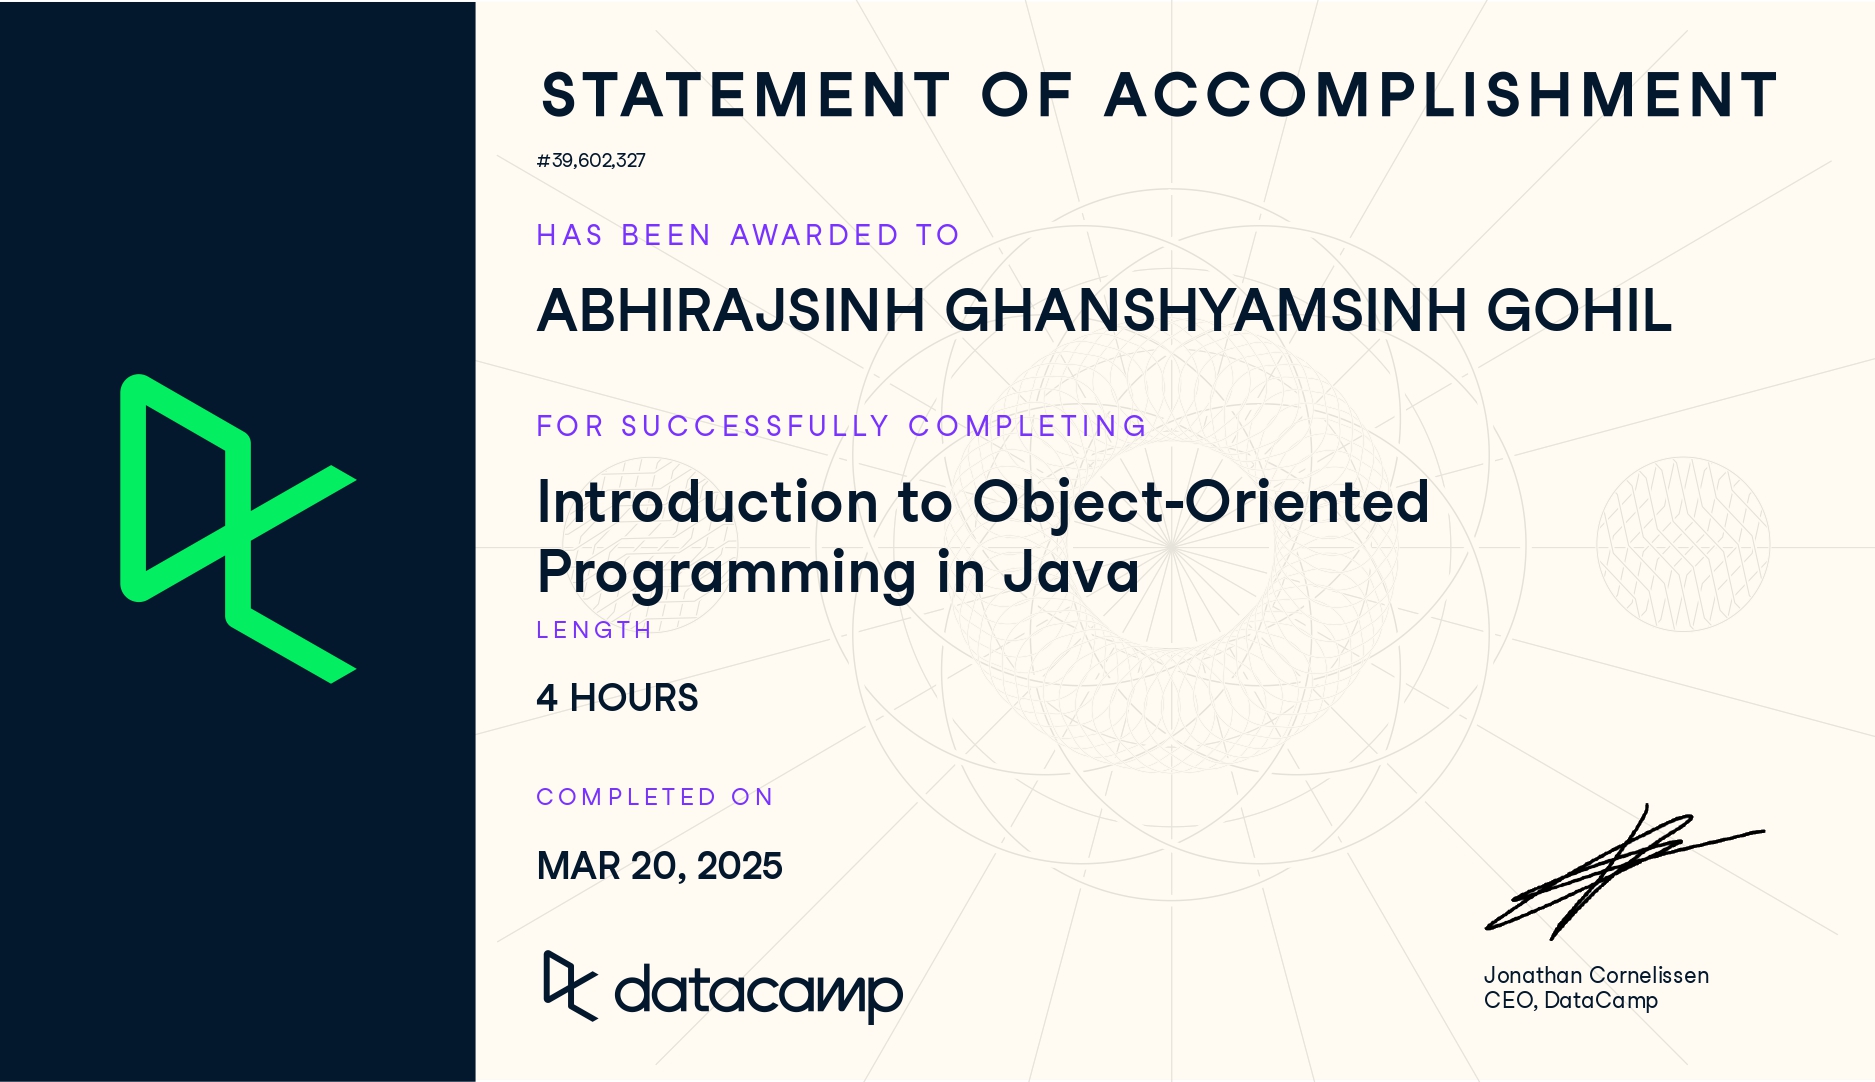 STATEMENT OF ACCOMPLISHMENT
#39,602,327
HAS BEEN AWARDED TO
ABHIRAJSINH GHANSHYAMSINH GOHIL
FOR SUCCESSFULLY COMPLETING
Introduction to Object-Oriented
Programming in Java
LENGTH
4 HOURS
COMPLETED ON
MAR 20, 2025
datacamp
Jonathan Cornelissen
CEO, DataCamp